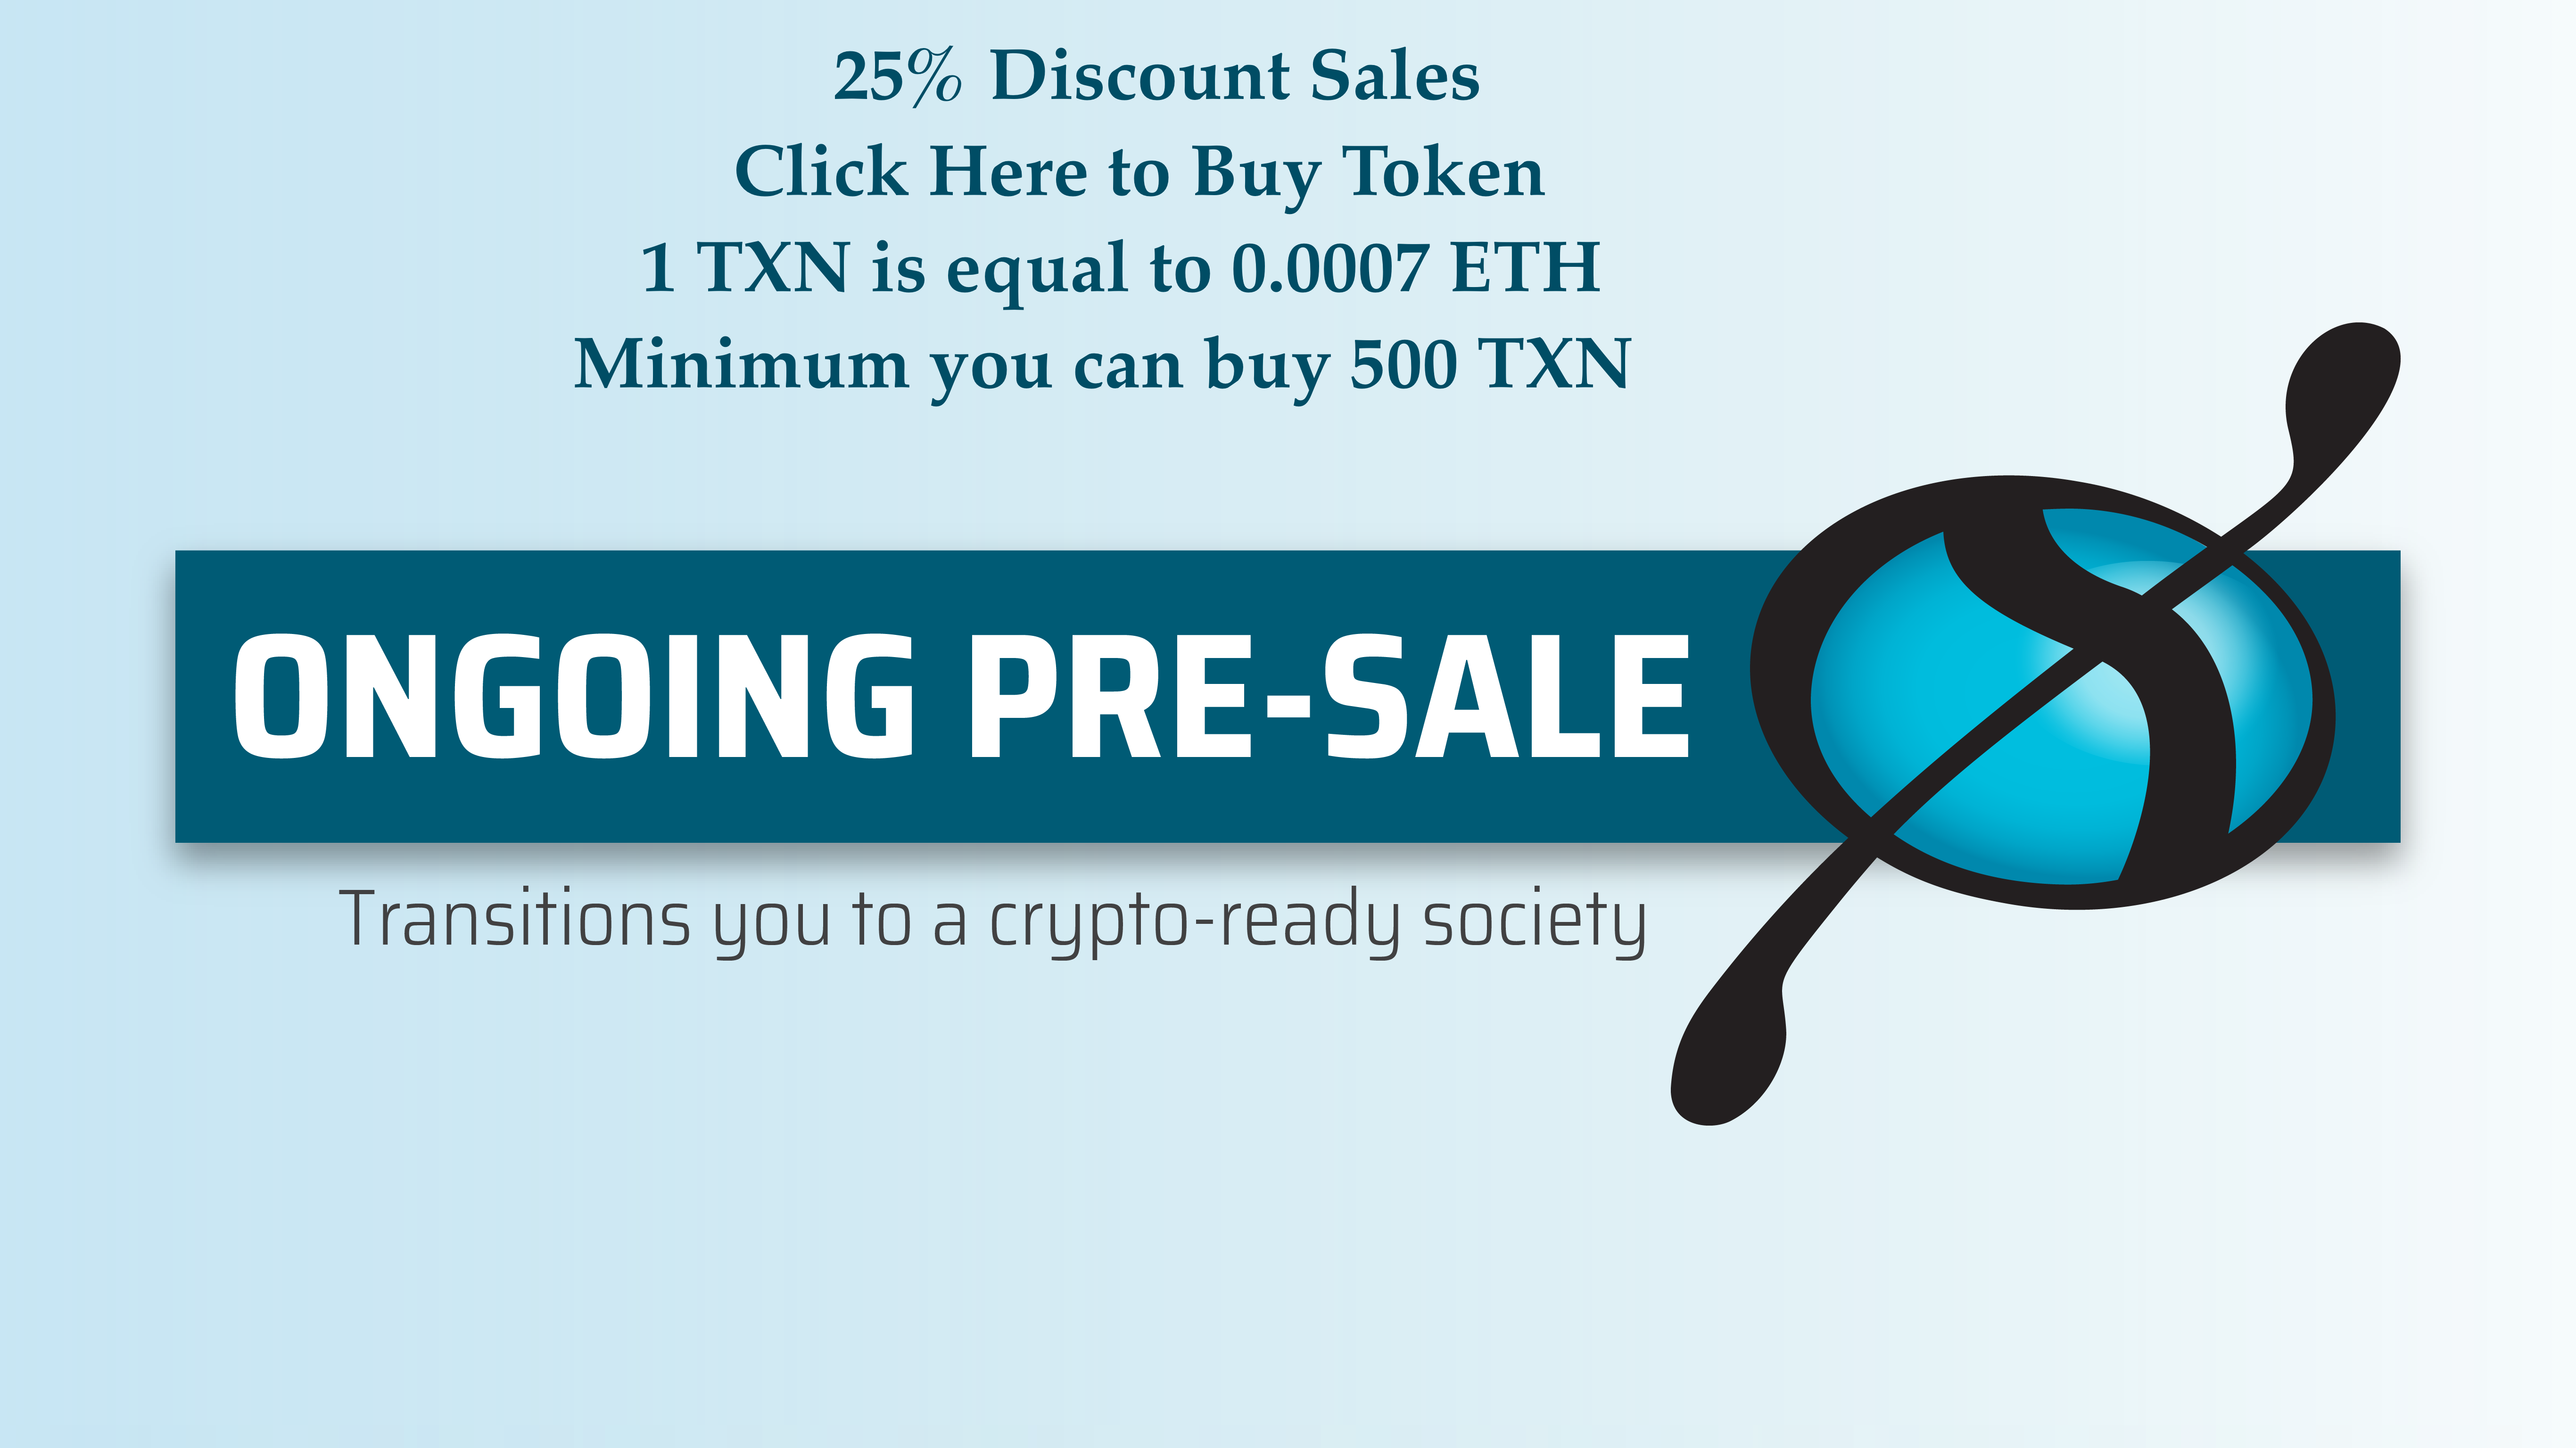 25% Discount Sales
Click Here to Buy Token
1 TXN is equal to 0.0007 ETH
Minimum you can buy 500 TXN
ONGOING PRE-SALE
Transitions you to a crypto-ready society